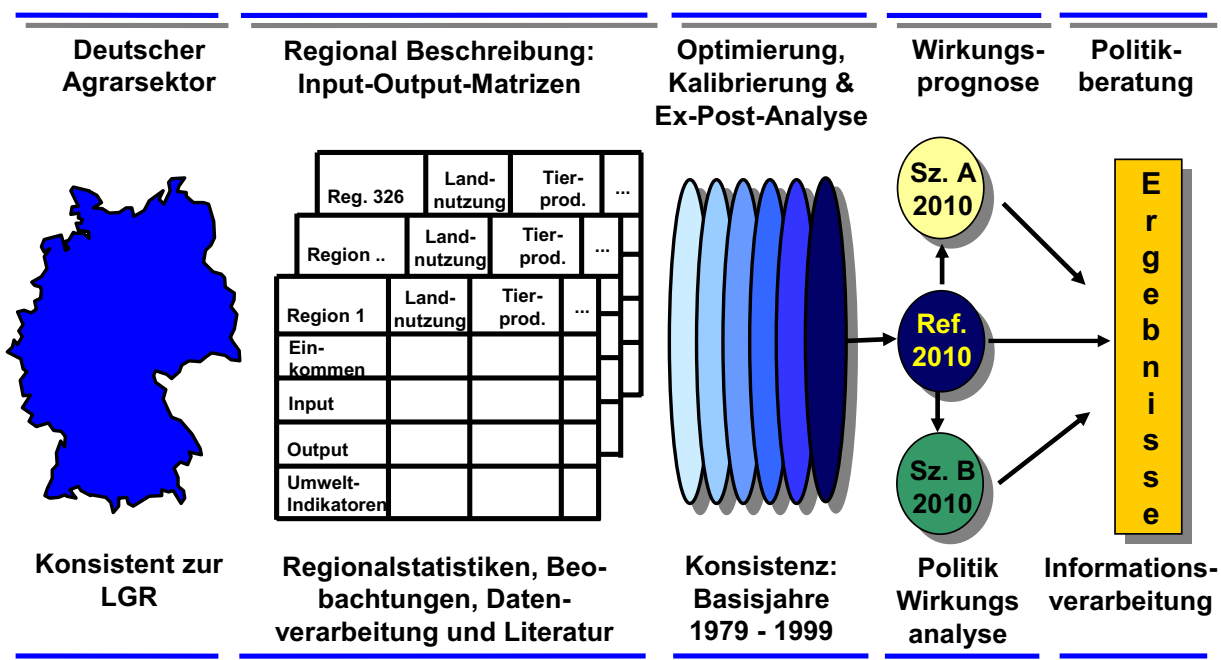 Deutscher
Agrarsektor
Regional Beschreibung:
Input-Output-Matrizen
Optimierung,
Kalibrierung &
Ex-Post-Analyse
Wirkungs-
prognose
Politik-
beratung
Reg. 326
Land-
nutzung
Tier-
prod.
...
Region ..
Land-
nutzung
Tier-
prod.
...
Region 1
Land-
nutzung
Tier-
prod.
...
Ein-
kommen
Input
Output
Umwelt-
Indikatoren
Sz. A
2010
Ref.
2010
Sz. B
2010
E
r
g
e
b
n
i
s
s
e
Konsistent zur
LGR
Regionalstatistiken, Beo-
bachtungen, Daten-
verarbeitung und Literatur
Konsistenz:
Basisjahre
1979 - 1999
Politik
Wirkungs
analyse
Informations-
verarbeitung